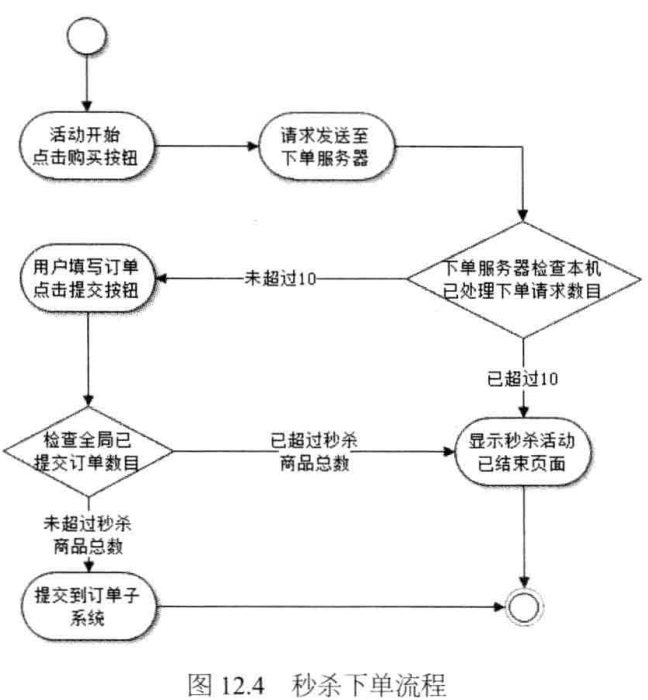 活动开始
点击购买按钮
请求发送至
下单服务器
用户填写订单
点击提交按钮
未超过10
下单服务器检查本机
已处理下单请求数目
已超过10
检查全局已
提交订单数目
已超过秒杀
商品总数
显示秒杀活动
已结束页面
未超过秒杀
商品总数
提交到订单子
系统
图 12.4 秒杀下单流程